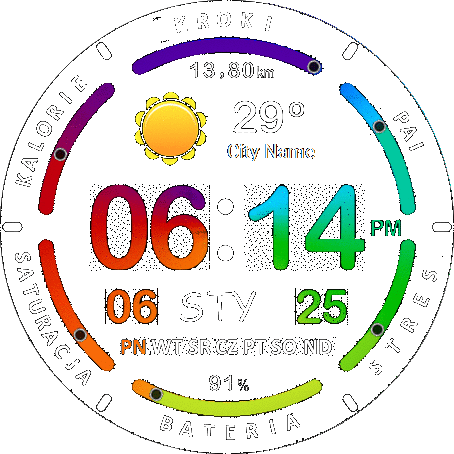 KROKI
13,80km
KALORIE
PAI
29°
City Name
06:14 PM
06 STY 25
PN WT SR CZ PT SO ND
SATURACJA
STRES
91%
BATERIA